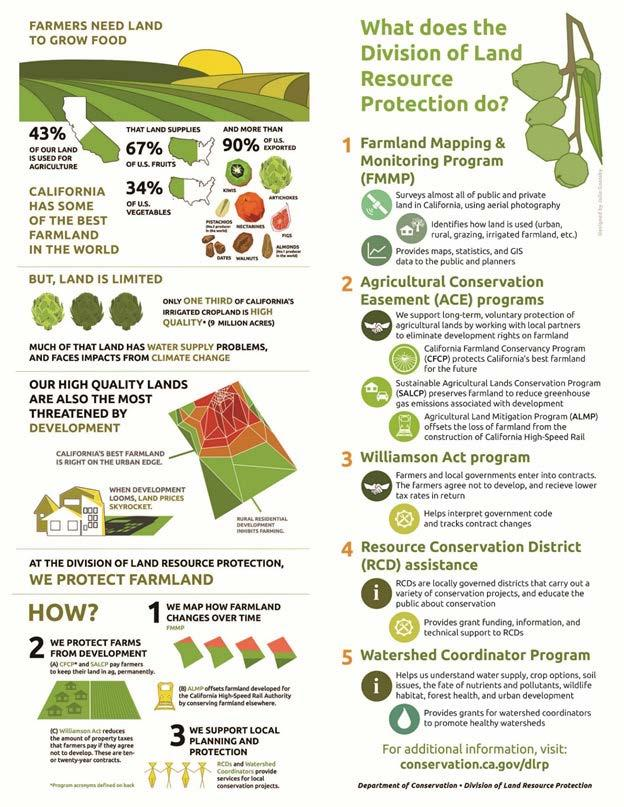 FARMERS NEED LAND
TO GROW FOOD
43%
OF OUR LAND
IS USED FOR
AGRICULTURE
THAT LAND SUPPLIES
67%
OF U.S. FRUITS
34%
OF U.S.
VEGETABLES
AND MORE THAN
90% OF U.S.
EXPORTED
KIWIS
ARTICHOKES
PISTACHIOS
(No.1 producer
in the world)
NECTARINES
FIGS
DATES
WALNUTS
ALMONDS
(No.1 producer
in the world)
CALIFORNIA
HAS SOME
OF THE BEST
FARMLAND
IN THE WORLD
BUT, LAND IS LIMITED
ONLY ONE THIRD OF CALIFORNIA'S
IRRIGATED CROPLAND IS HIGH
QUALITY* (9 MILLION ACRES)
MUCH OF THAT LAND HAS WATER SUPPLY PROBLEMS,
AND FACES IMPACTS FROM CLIMATE CHANGE
OUR HIGH QUALITY LANDS
ARE ALSO THE MOST
THREATENED BY
DEVELOPMENT
CALIFORNIA'S BEST FARMLAND
IS RIGHT ON THE URBAN EDGE.
WHEN DEVELOPMENT
LOOMS, LAND PRICES
SKYROCKET.
RURAL RESIDENTIAL
DEVELOPMENT
INHIBITS FARMING.
AT THE DIVISION OF LAND RESOURCE PROTECTION,
WE PROTECT FARMLAND
HOW?
1 WE MAP HOW FARMLAND
CHANGES OVER TIME
FMMP
2 WE PROTECT FARMS
FROM DEVELOPMENT
(A) CFCP* and SALCP pay farmers
to keep their land in ag, permanently.
(B) ALMP offsets farmland developed for
the California High-Speed Rail Authority
by conserving farmland elsewhere.
(C) Williamson Act reduces
the amount of property taxes
that farmers pay if they agree
not to develop. These are ten-
or twenty-year contracts.
3 WE SUPPORT LOCAL
PLANNING AND
PROTECTION
RCDs and Watershed
Coordinators provide
services for local
conservation projects.
*Program acronyms defined on back
What does the
Division of Land
Resource
Protection do?
Designed by Julia Gaessky
1 Farmland Mapping &
Monitoring Program
(FMMP)
Surveys almost all of public and private
land in California, using aerial photography
Identifies how land is used (urban,
rural, grazing, irrigated farmland, etc.)
Provides maps, statistics, and GIS
data to the public and planners
2 Agricultural Conservation
Easement (ACE) programs
We support long-term, voluntary protection of
agricultural lands by working with local partners
to eliminate development rights on farmland
California Farmland Conservancy Program
(CFCP) protects California's best farmland
for the future
Sustainable Agricultural Lands Conservation Program
(SALCP) preserves farmland to reduce greenhouse
gas emissions associated with development
Agricultural Land Mitigation Program (ALMP)
offsets the loss of farmland from the
construction of California High-Speed Rail
3 Williamson Act program
Farmers and local governments enter into contracts.
The farmers agree not to develop, and recieve lower
tax rates in return
Helps interpret government code
and tracks contract changes
4 Resource Conservation District
(RCD) assistance
RCDs are locally governed districts that carry out a
variety of conservation projects, and educate the
public about conservation
Provides grant funding, information, and
technical support to RCDs
5 Watershed Coordinator Program
Helps us understand water supply, crop options, soil
issues, the fate of nutrients and pollutants, wildlife
habitat, forest health, and urban development
Provides grants for watershed coordinators
to promote healthy watersheds
For additional information, visit:
conservation.ca.gov/dlrp
Department of Conservation • Division of Land Resource Protection